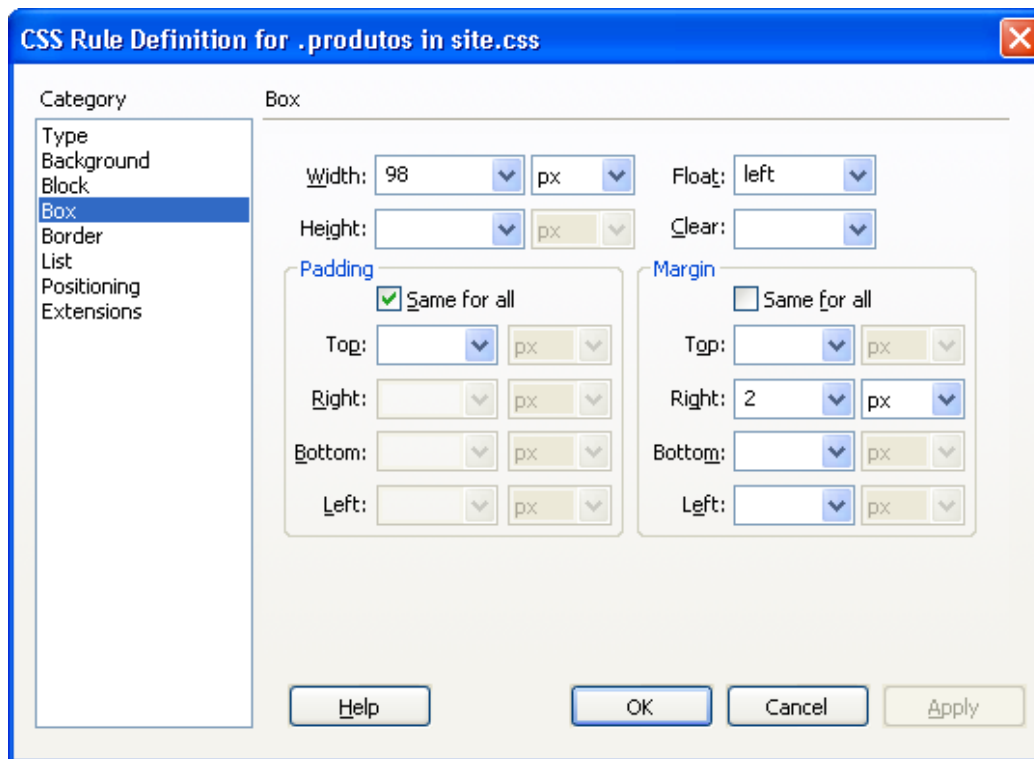 CSS Rule Definition for .produtos in site.css
Category
Type
Background
Block
Box
Border
List
Positioning
Extensions
Box
Width: 98 px Float: left
Height: px Clear:
Padding
Same for all
Top: px
Right: px
Bottom: px
Left: px
Margin
Same for all
Top: px
Right: 2 px
Bottom: px
Left: px
Help OK Cancel Apply